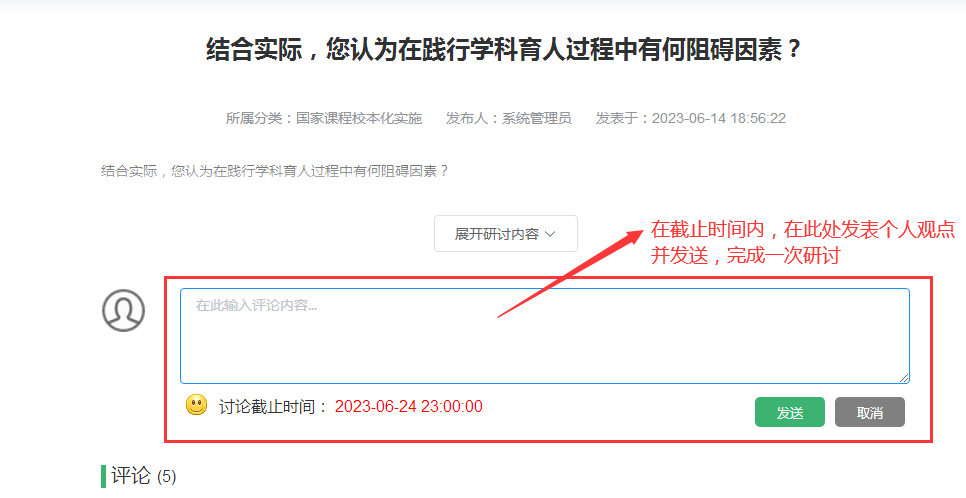 结合实际，您认为在践行学科育人过程中有何阻碍因素？
所属分类：国家课程校本化实施 发布人：系统管理员 发表于：2023-06-14 18:56:22
结合实际，您认为在践行学科育人过程中有何阻碍因素？
展开研讨内容
在截止时间内，在此处发表个人观点
并发送，完成一次研讨
在此输入评论内容...
讨论截止时间： 2023-06-24 23:00:00
发送 取消
评论 (5)